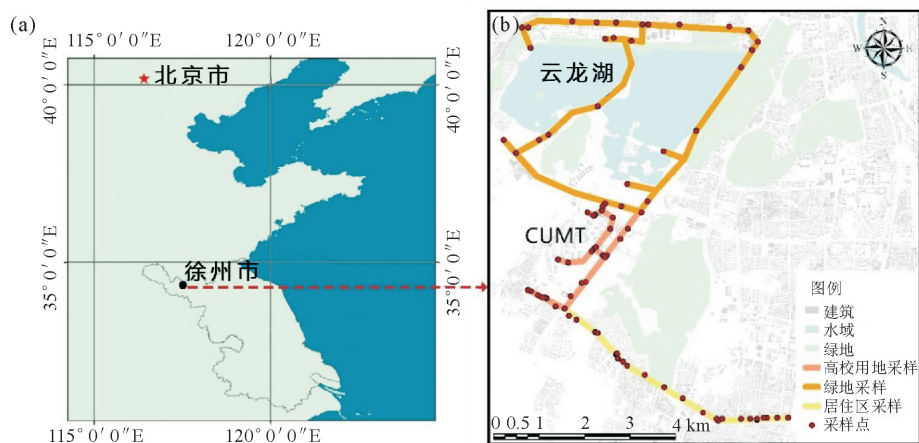 (a)
115°0′0″E 120°0′0″E
北京市
40°0′0″N
40°0′0″N
徐州市
35°0′0″N
35°0′0″N
115°0′0″E 120°0′0″E
(b)
N
W E
S
云龙湖
CUMT
图例
建筑
水域
绿地
高校用地采样
绿地采样
居住区采样
采样点
0 0.5 1 2 3 4 km